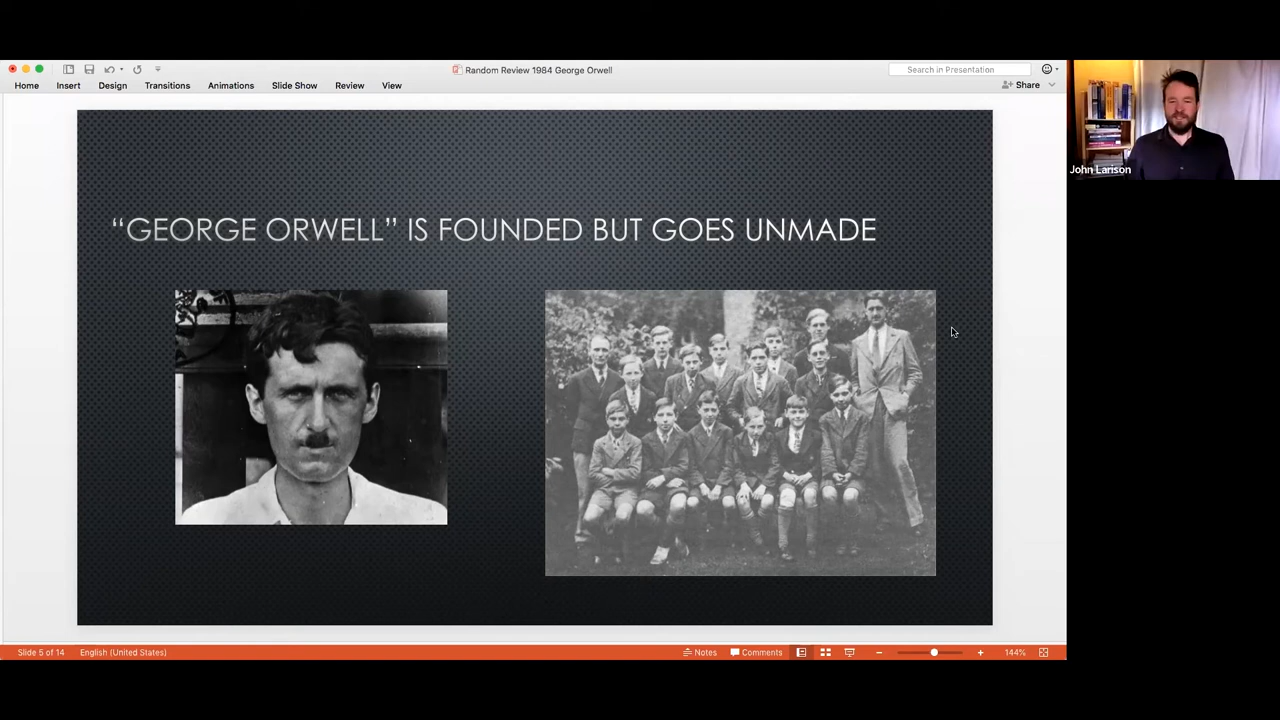 Random Review 1984 George Orwell
Search in Presentation
Home Insert Design Transitions Animations Slide Show Review View
Share
“GEORGE ORWELL” IS FOUNDED BUT GOES UNMADE
John Larison
Slide 5 of 14 English (United States)
Notes Comments 144%